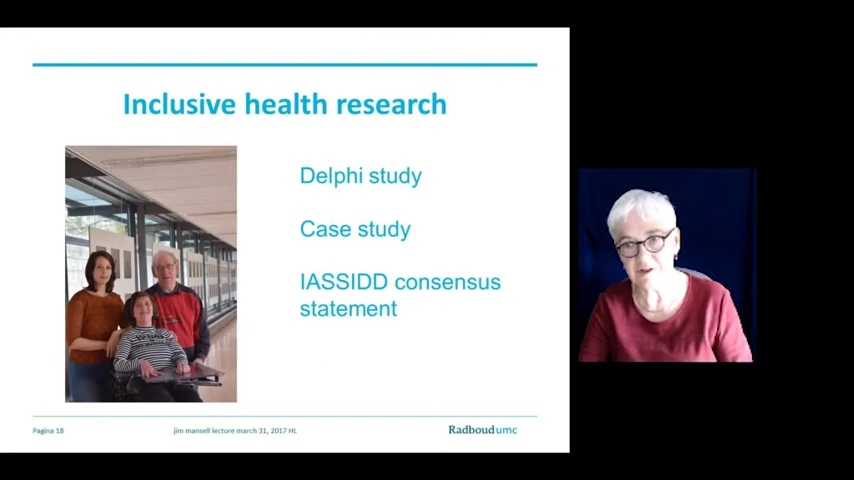 Inclusive health research
Delphi study
Case study
IASSIDD consensus
statement
Pagina 18
jim mansell lecture march 31, 2017 HL
Radboudumc